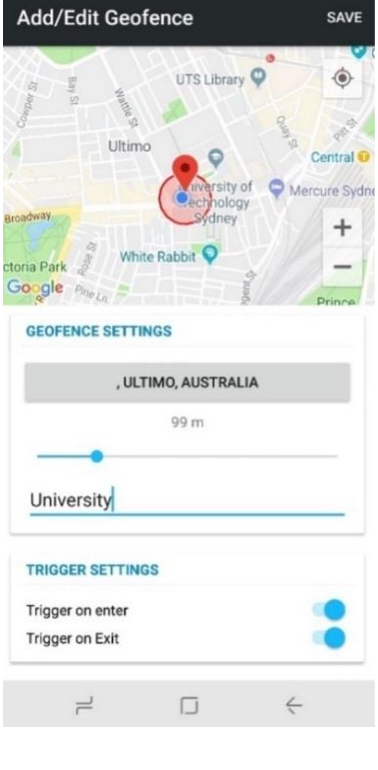 Add/Edit Geofence
SAVE
Cowper St
Bay St
Wattle St
UTS Library
Quay St
Pitt St
Ultimo
Central
University of
Technology
Sydney
Mercure Sydne
Broadway
White Rabbit
ctoria Park
Rose St
Google
Pine Ln.
Prince
GEOFENCE SETTINGS
, ULTIMO, AUSTRALIA
99 m
University
TRIGGER SETTINGS
Trigger on enter
Trigger on Exit